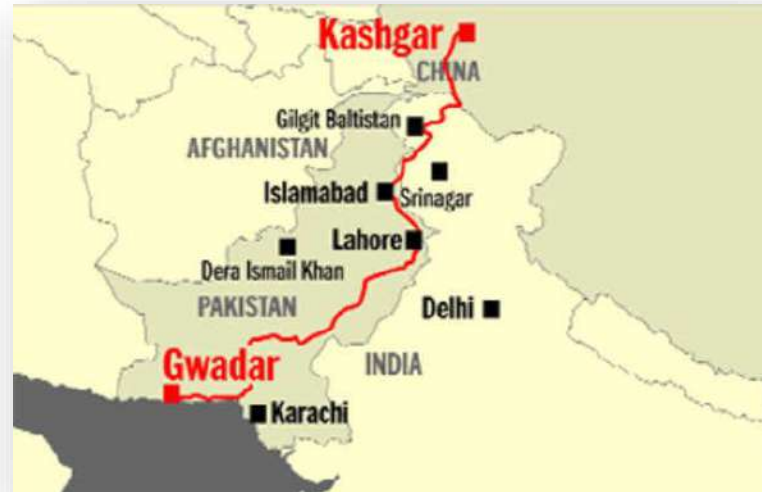 Kashgar
CHINA
Gilgit Baltistan
AFGHANISTAN
Islamabad
Srinagar
Lahore
Dera Ismail Khan
PAKISTAN
Delhi
Gwadar
INDIA
Karachi